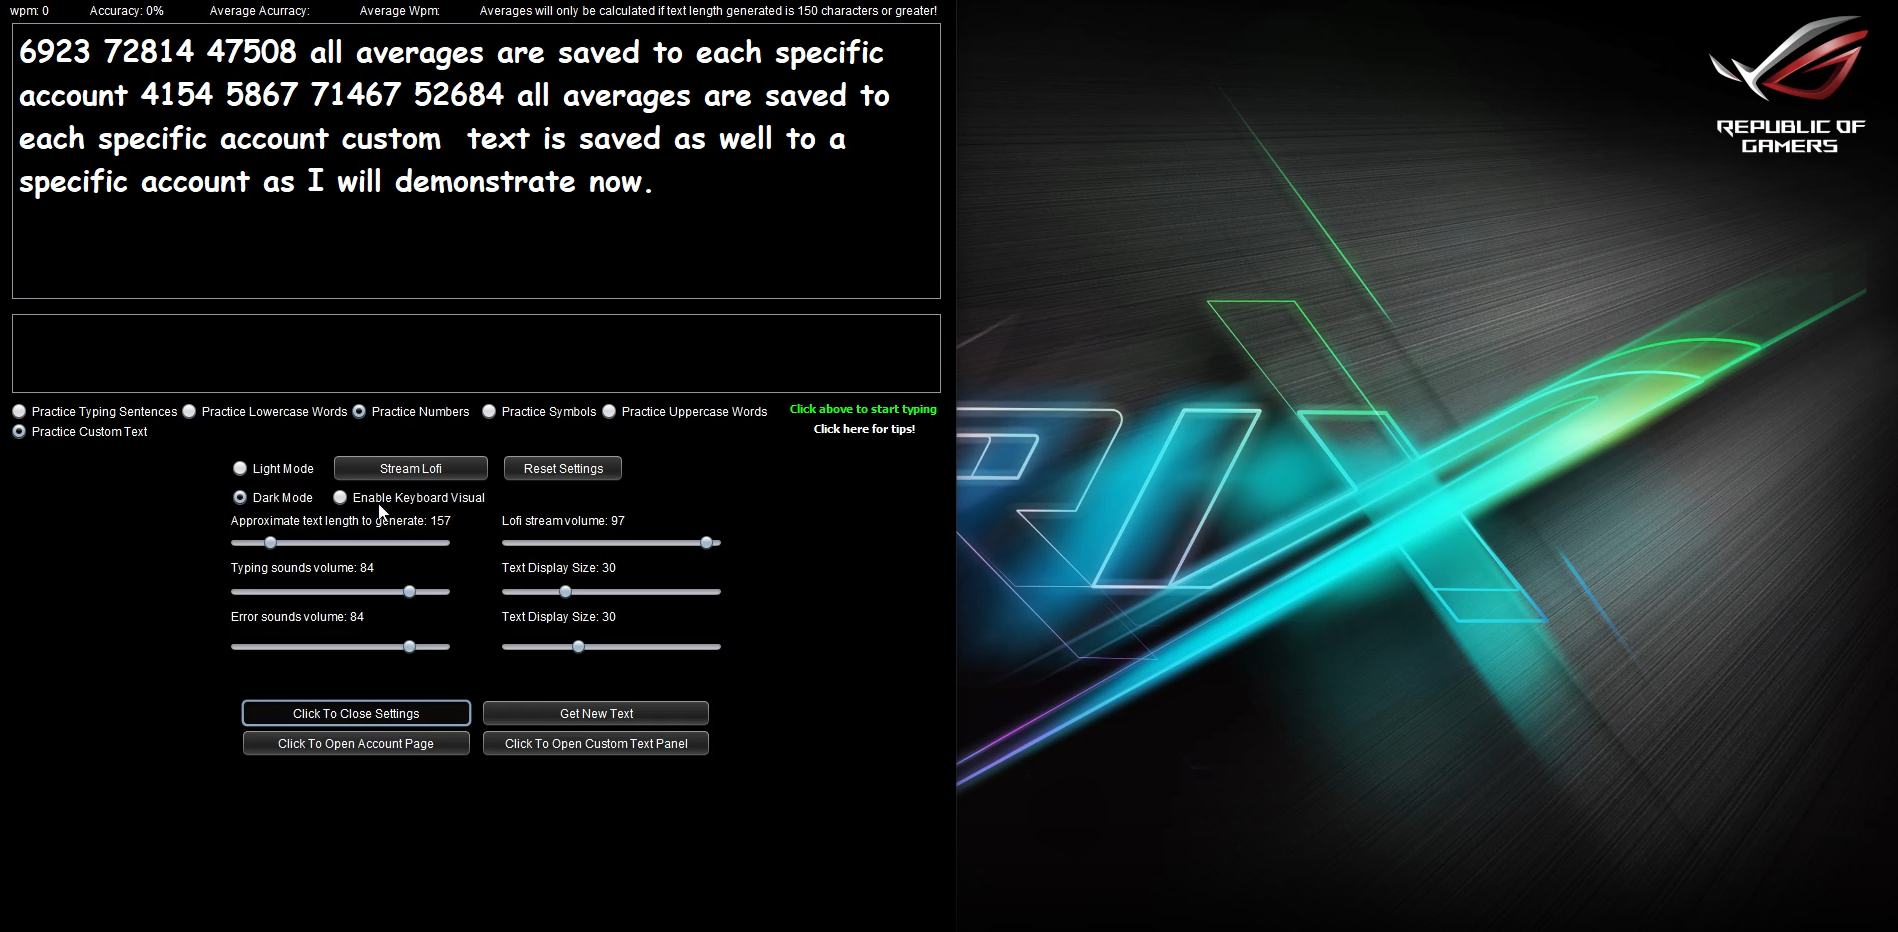 wpm: 0 Accuracy: 0% Average Acurracy: Average Wpm: Averages will only be calculated if text length generated is 150 characters or greater!
6923 72814 47508 all averages are saved to each specific
account 4154 5867 71467 52684 all averages are saved to
each specific account custom  text is saved as well to a
specific account as I will demonstrate now.
Practice Typing Sentences Practice Lowercase Words Practice Numbers Practice Symbols Practice Uppercase Words Click above to start typing
Practice Custom Text Click here for tips!
Light Mode Stream Lofi Reset Settings
Dark Mode Enable Keyboard Visual
Approximate text length to generate: 157 Lofi stream volume: 97
Typing sounds volume: 84 Text Display Size: 30
Error sounds volume: 84 Text Display Size: 30
Click To Close Settings Get New Text
Click To Open Account Page Click To Open Custom Text Panel
REPUBLIC OF
GAMERS